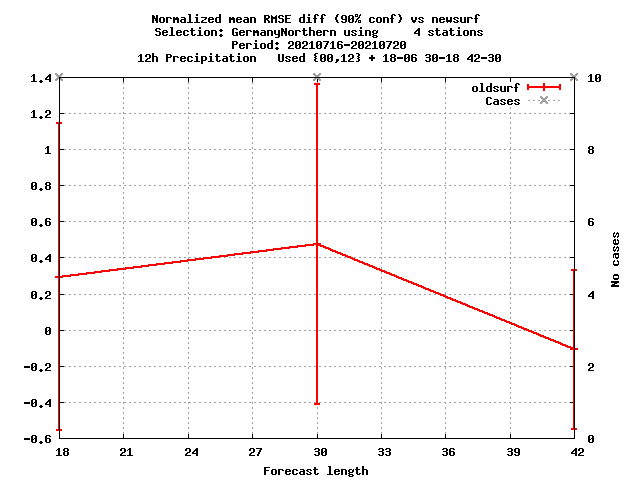 Normalized mean RMSE diff (90% conf) vs newsurf
Selection: GermanyNorthern using     4 stations
Period: 20210716-20210720
12h Precipitation   Used {00,12} + 18-06 30-18 42-30
1.4
1.2
1
0.8
0.6
0.4
0.2
0
-0.2
-0.4
-0.6
10
8
6
4
2
0
oldsurf
Cases
No cases
18 21 24 27 30 33 36 39 42
Forecast length